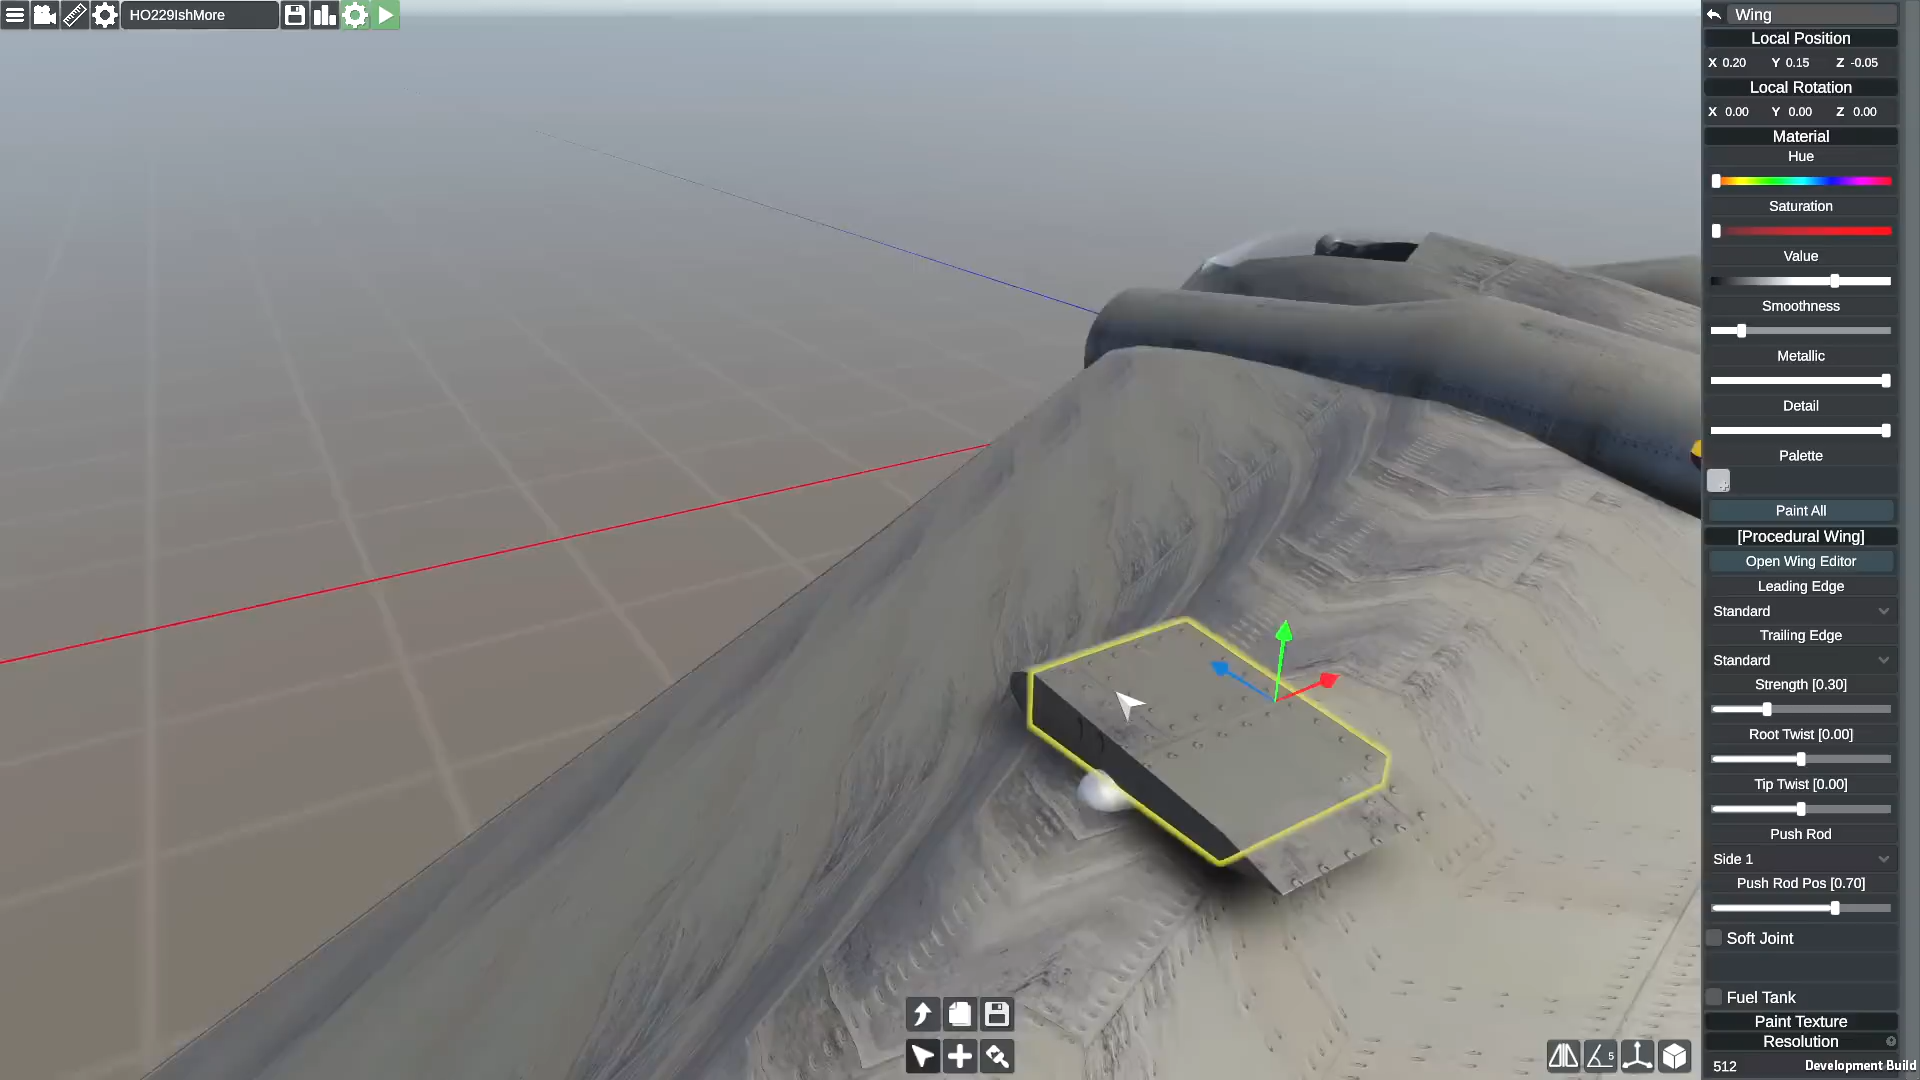 HO229IshMore
Wing
Local Position
X 0.20 Y 0.15 Z -0.05
Local Rotation
X 0.00 Y 0.00 Z 0.00
Material
Hue
Saturation
Value
Smoothness
Metallic
Detail
Palette
Paint All
[Procedural Wing]
Open Wing Editor
Leading Edge
Standard
Trailing Edge
Standard
Strength [0.30]
Root Twist [0.00]
Tip Twist [0.00]
Push Rod
Side 1
Push Rod Pos [0.70]
Soft Joint
Fuel Tank
Paint Texture
Resolution
512
5
Development Build